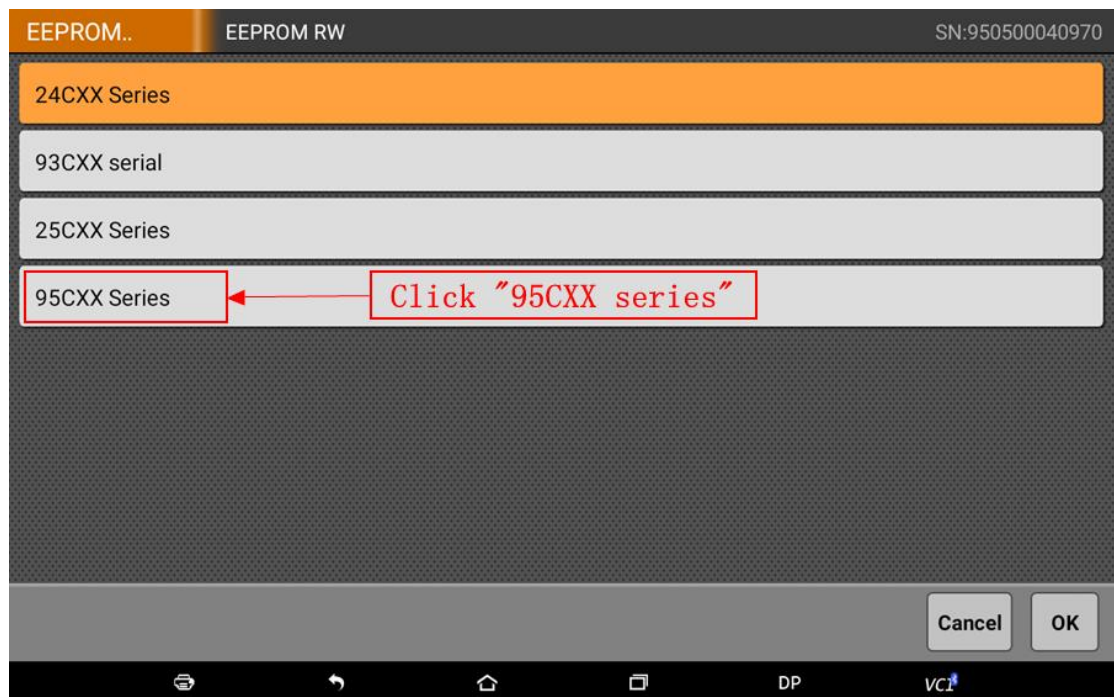 EEPROM.. EEPROM RW SN:950500040970
24CXX Series
93CXX serial
25CXX Series
95CXX Series Click "95CXX series"
Cancel OK
DP VCI